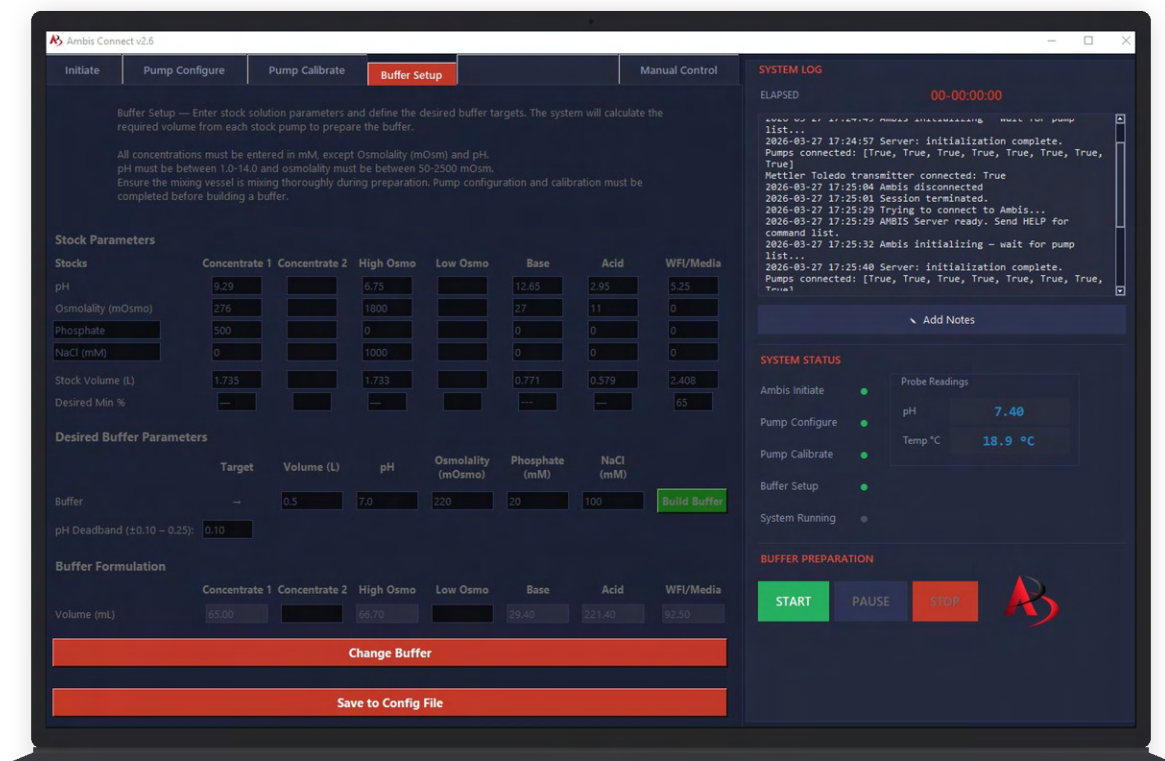 Ambis Connect v2.6
Initiate
Pump Configure
Pump Calibrate
Buffer Setup
Manual Control
Buffer Setup — Enter stock solution parameters and define the desired buffer targets. The system will calculate the
required volume from each stock pump to prepare the buffer.
All concentrations must be entered in mM, except Osmolality (mOsm) and pH.
pH must be between 1.0-14.0 and osmolality must be between 50-2500 mOsm.
Ensure the mixing vessel is mixing thoroughly during preparation. Pump configuration and calibration must be
completed before building a buffer.
Stock Parameters
Stocks Concentrate 1 Concentrate 2 High Osmo Low Osmo Base Acid WFI/Media
pH 9.29 6.75 12.65 2.95 5.25
Osmolality (mOsmo) 276 1800 27 11 0
Phosphate 500 0 0 0 0
NaCl (mM) 0 1000 0 0 0
Stock Volume (L) 1.735 1.733 0.771 0.579 2.408
Desired Min % --- --- --- --- 65
Desired Buffer Parameters
Target Volume (L) pH Osmolality (mOsmo) Phosphate (mM) NaCl (mM)
Buffer → 0.5 7.0 220 20 100 Build Buffer
pH Deadband (±0.10 – 0.25): 0.10
Buffer Formulation
Concentrate 1 Concentrate 2 High Osmo Low Osmo Base Acid WFI/Media
Volume (mL) 65.00 66.70 29.40 221.40 92.50
Change Buffer
Save to Config File
SYSTEM LOG
ELAPSED 00-00:00:00
2026-03-27 17:24:49 Ambis initializing — wait for pump
list...
2026-03-27 17:24:57 Server: initialization complete.
Pumps connected: [True, True, True, True, True, True, True,
True]
Mettler Toledo transmitter connected: True
2026-03-27 17:25:04 Ambis disconnected
2026-03-27 17:25:01 Session terminated.
2026-03-27 17:25:29 Trying to connect to Ambis...
2026-03-27 17:25:29 AMBIS Server ready. Send HELP for
command list.
2026-03-27 17:25:32 Ambis initializing — wait for pump
list...
2026-03-27 17:25:40 Server: initialization complete.
Pumps connected: [True, True, True, True, True, True, True,
True]
Add Notes
SYSTEM STATUS
Ambis Initiate
Pump Configure
Pump Calibrate
Buffer Setup
System Running
Probe Readings
pH 7.40
Temp °C 18.9 °C
BUFFER PREPARATION
START
PAUSE
STOP